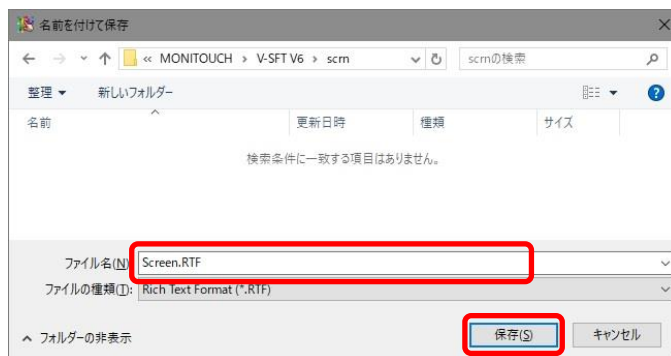 名前を付けて保存
« MONITOUCH › V-SFT V6 › scrn
scrnの検索
整理 新しいフォルダー
名前 更新日時 種類 サイズ
検索条件に一致する項目はありません。
ファイル名(N) Screen.RTF
ファイルの種類(T): Rich Text Format (*.RTF)
フォルダーの非表示
保存(S) キャンセル